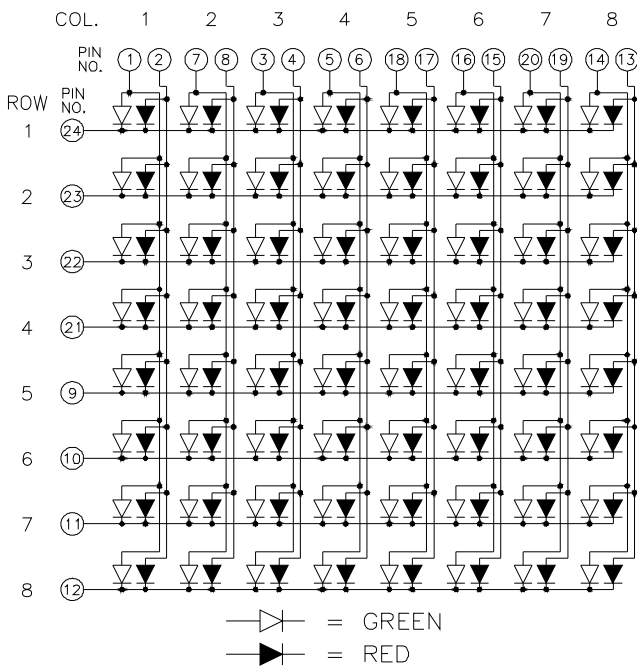 COL. 1 2 3 4 5 6 7 8
PIN NO. 1 2 7 8 3 4 5 6 18 17 16 15 20 19 14 13
ROW PIN NO.
1 24
2 23
3 22
4 21
5 9
6 10
7 11
8 12
= GREEN
= RED